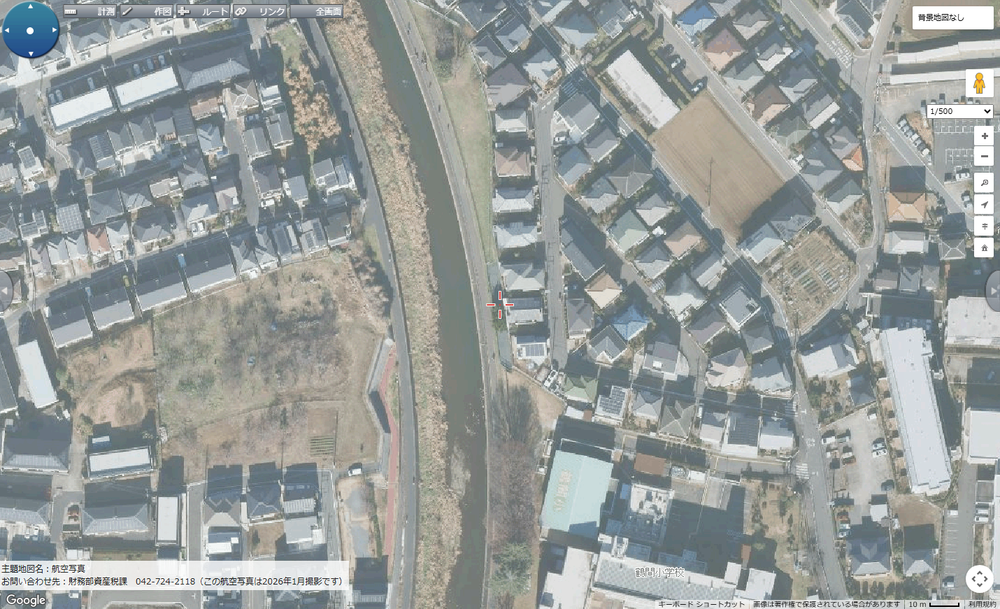 計測
作図
ルート
リンク
全画面
背景地図なし
1/500
鶴間小学校
主題地図名：航空写真
お問い合わせ先：財務部資産税課　042-724-2118（この航空写真は2026年1月撮影です）
Google
キーボード ショートカット
画像は著作権で保護されている場合があります
10 m
利用規約